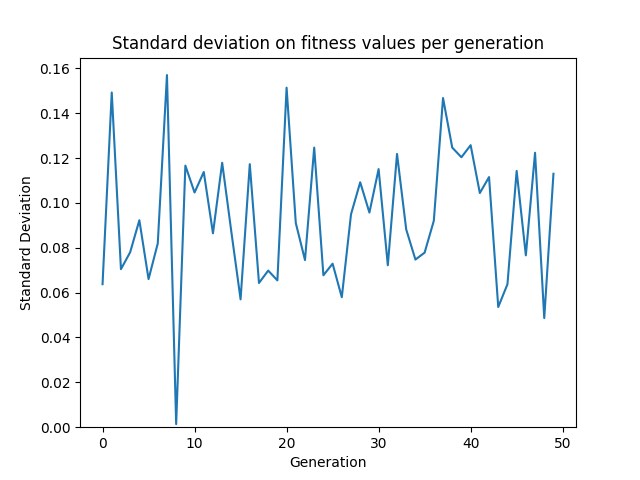 Standard deviation on fitness values per generation
0.16
0.14
0.12
0.10
0.08
0.06
0.04
0.02
0.00
Standard Deviation
0 10 20 30 40 50
Generation